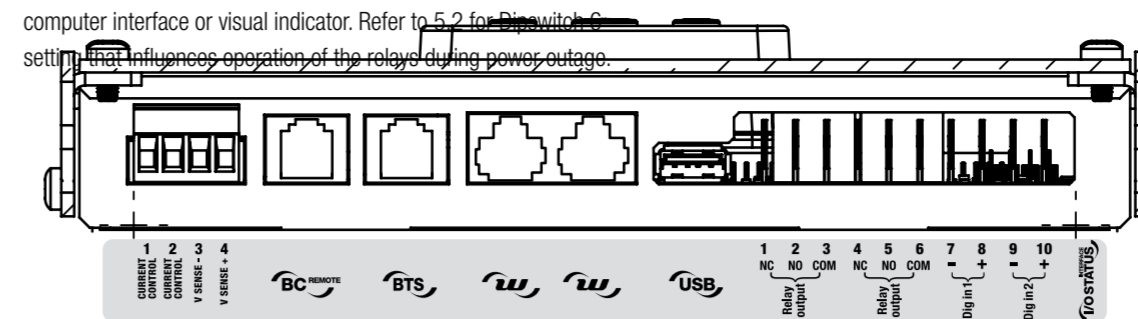 computer interface or visual indicator. Refer to 5.2 for Dipswitch 6
setting that influences operation of the relays during power outage.
1 2 3 4
CURRENT CONTROL
CURRENT CONTROL
V SENSE -
V SENSE +
BC REMOTE
BTS
USB
1 2 3 4 5 6 7 8 9 10
NC NO COM NC NO COM - + - +
Relay output 1
Relay output 2
Dig in 1
Dig in 2
INTERFACE
I/O STATUS